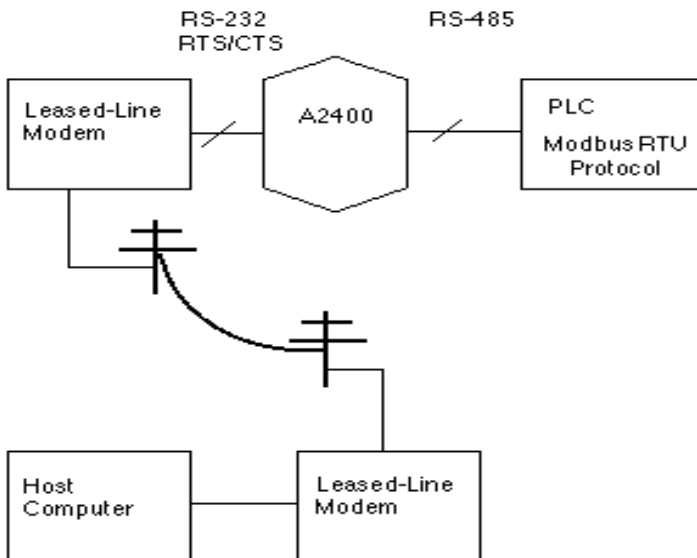 RS-232
RTS/CTS
RS-485
Leased-Line
Modem
A2400
PLC
Modbus RTU
Protocol
Host
Computer
Leased-Line
Modem